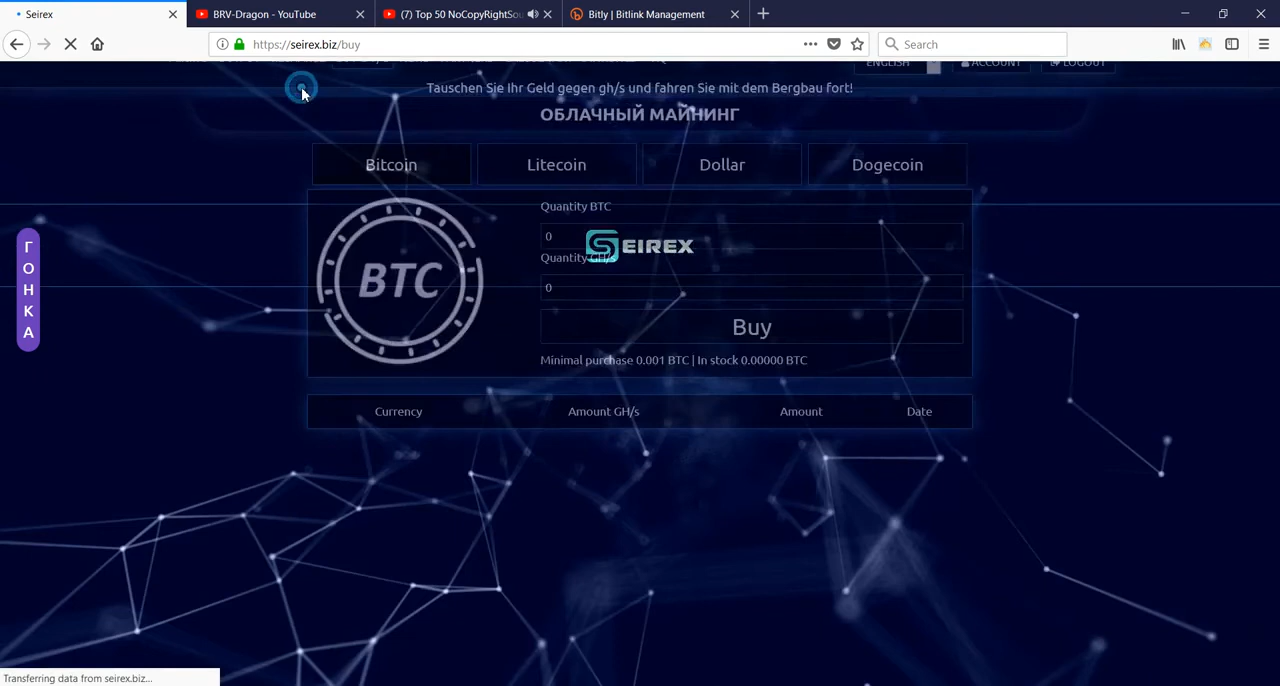 Seirex
BRV-Dragon - YouTube
(7) Top 50 NoCopyRightSou
Bitly | Bitlink Management
https://seirex.biz/buy
Search
ENGLISH
ACCOUNT
LOGOUT
Tauschen Sie Ihr Geld gegen gh/s und fahren Sie mit dem Bergbau fort!
ОБЛАЧНЫЙ МАЙНИНГ
Bitcoin
Litecoin
Dollar
Dogecoin
ГОНКА
BTC
Quantity BTC
0
SEIREX
Quantity GH/s
0
Buy
Minimal purchase 0.001 BTC | In stock 0.00000 BTC
Currency
Amount GH/s
Amount
Date
Transferring data from seirex.biz...